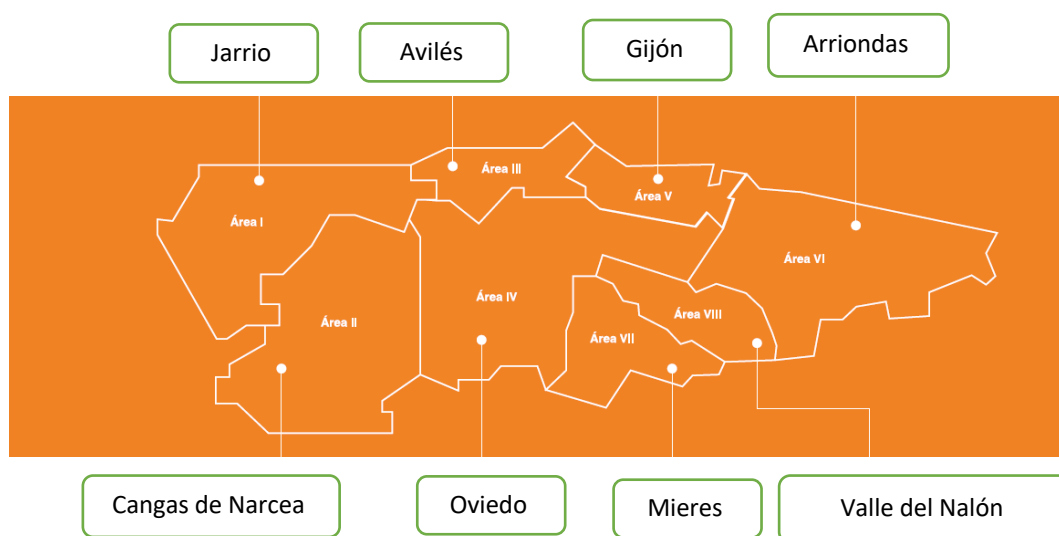 Jarrio
Avilés
Gijón
Arriondas
Área III
Área V
Área I
Área VI
Área IV
Área VIII
Área II
Área VII
Cangas de Narcea
Oviedo
Mieres
Valle del Nalón